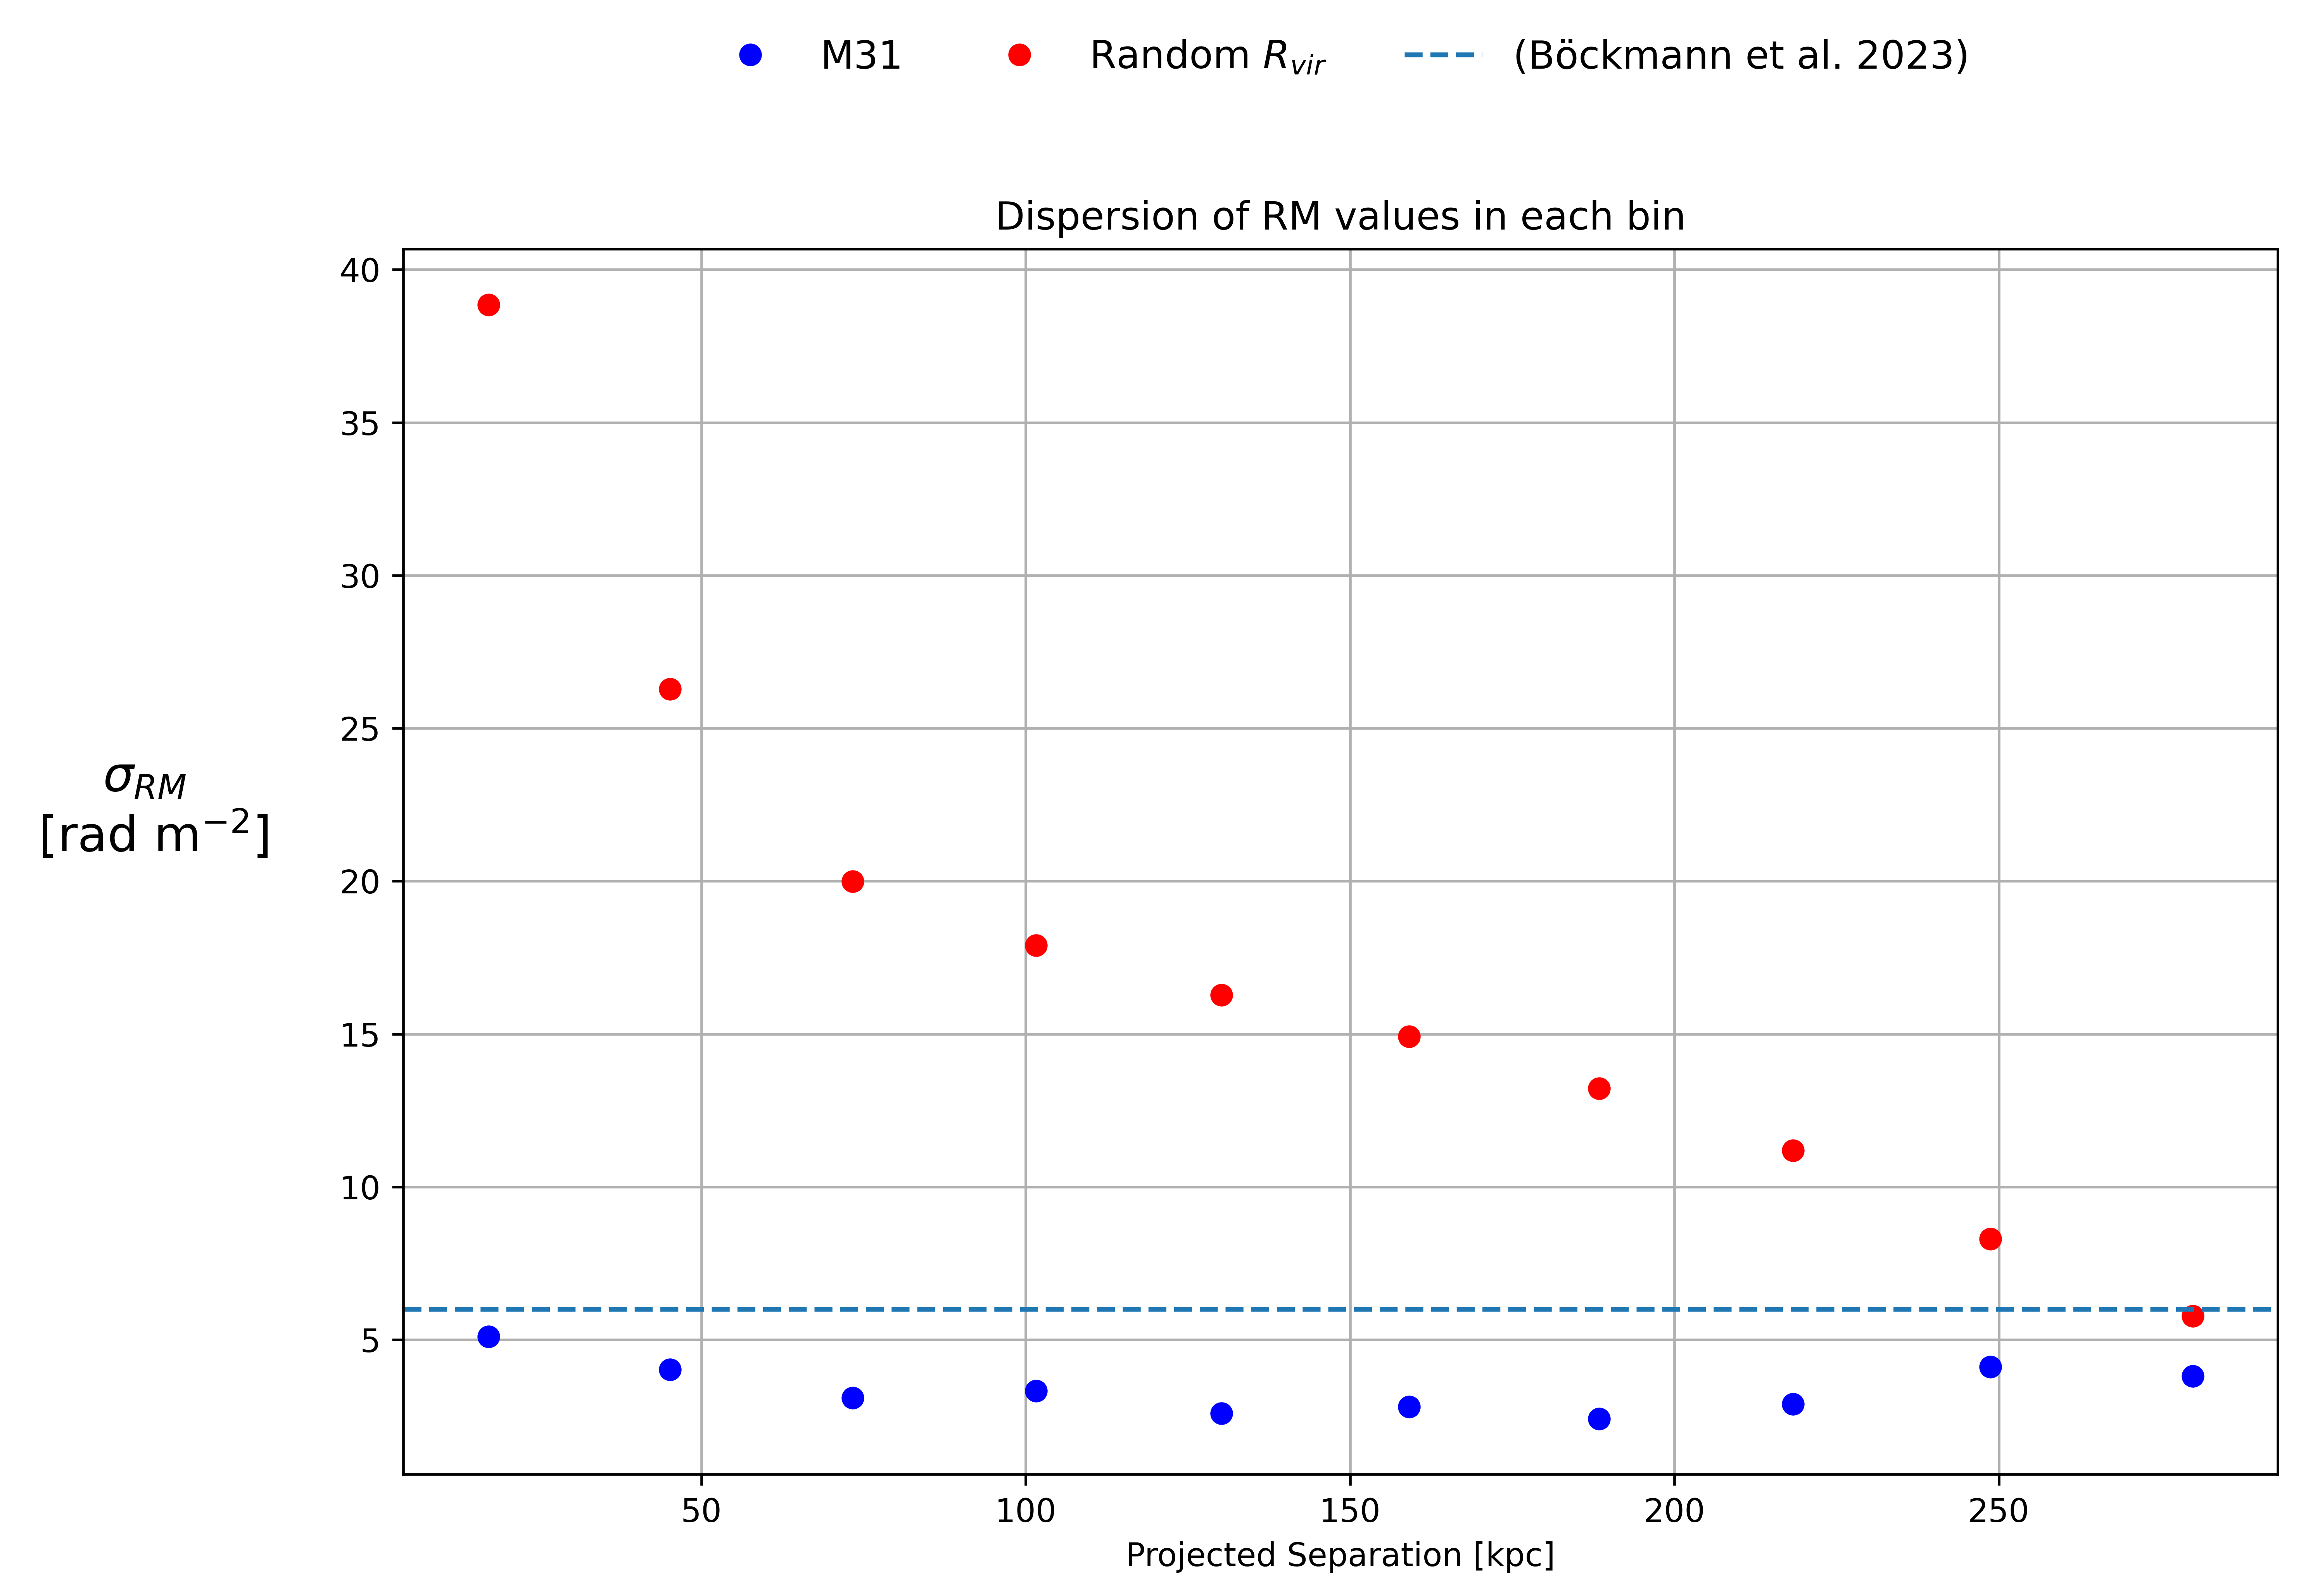 M31 Random R_vir (Böckmann et al. 2023)
Dispersion of RM values in each bin
40
35
30
25
20
15
10
5
σ_RM
[rad m⁻²]
50 100 150 200 250
Projected Separation [kpc]